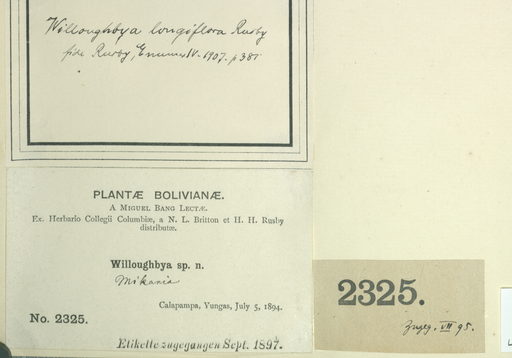 Willoughbya longiflora Rusby
fide Rusby, Enum. IV. 1907. p 385
PLANTÆ BOLIVIANÆ.
A MIGUEL BANG LECTÆ.
Ex. Herbario Collegii Columbiæ, a N. L. Britton et H. H. Rusby
distributæ.
Willoughbya sp. n.
Mikania
Calapampa, Yungas, July 5, 1894.
No. 2325.
Etikette zugegangen Sept. 1897.
2325.
Zugeg. VII 95.